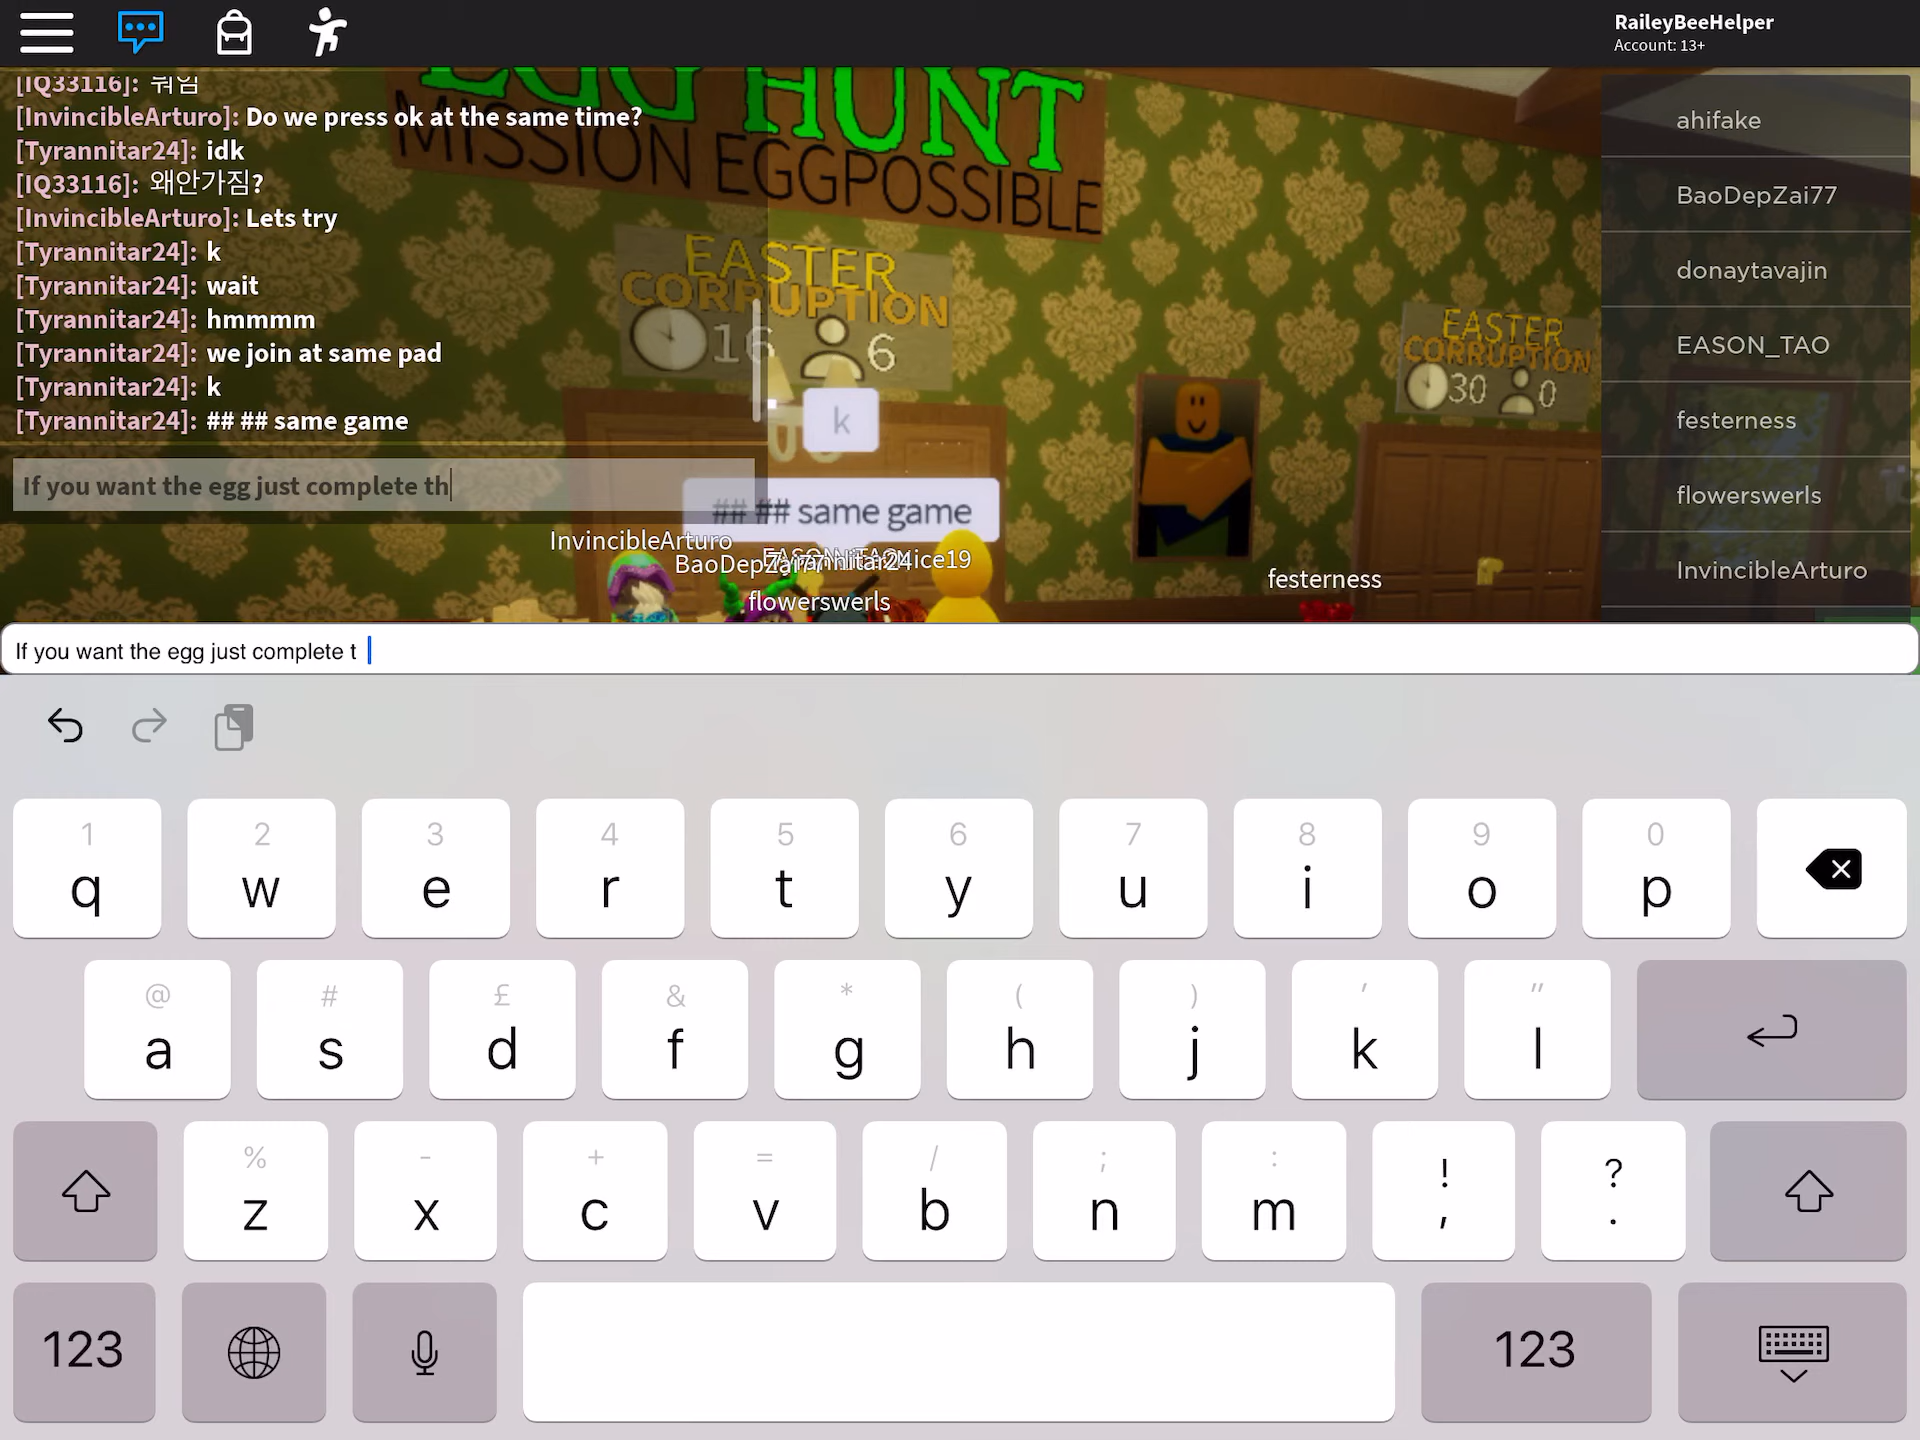 RaileyBeeHelper
Account: 13+
[IQ33116]: 뭐임
[InvincibleArturo]: Do we press ok at the same time?
[Tyrannitar24]: idk
[IQ33116]: 왜안가짐?
[InvincibleArturo]: Lets try
[Tyrannitar24]: k
[Tyrannitar24]: wait
[Tyrannitar24]: hmmmm
[Tyrannitar24]: we join at same pad
[Tyrannitar24]: k
[Tyrannitar24]: ## ## same game
If you want the egg just complete th
EGG HUNT
MISSION EGGPOSSIBLE
EASTER
CORRUPTION
16 6
EASTER
CORRUPTION
30 0
k
## ## same game
InvincibleArturo
BaoDepZai77
flowerswerls
festerness
ahifake
BaoDepZai77
donaytavajin
EASON_TAO
festerness
flowerswerls
InvincibleArturo
If you want the egg just complete t
1 2 3 4 5 6 7 8 9 0
q w e r t y u i o p
@ # £ & * ( ) ' "
a s d f g h j k l
% - + = / ; : ! ?
z x c v b n m , .
123 123